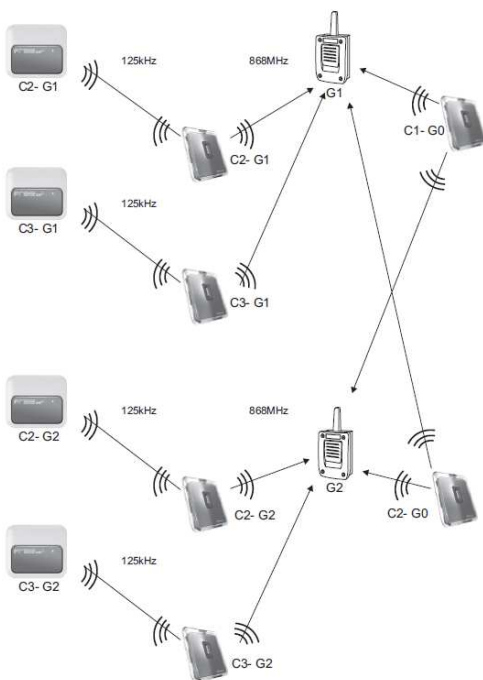 125kHz
868MHz
C2- G1
G1
C1- G0
C2- G1
125kHz
C3- G1
C3- G1
125kHz
868MHz
C2- G2
G2
C2- G2
C2- G0
125kHz
C3- G2
C3- G2